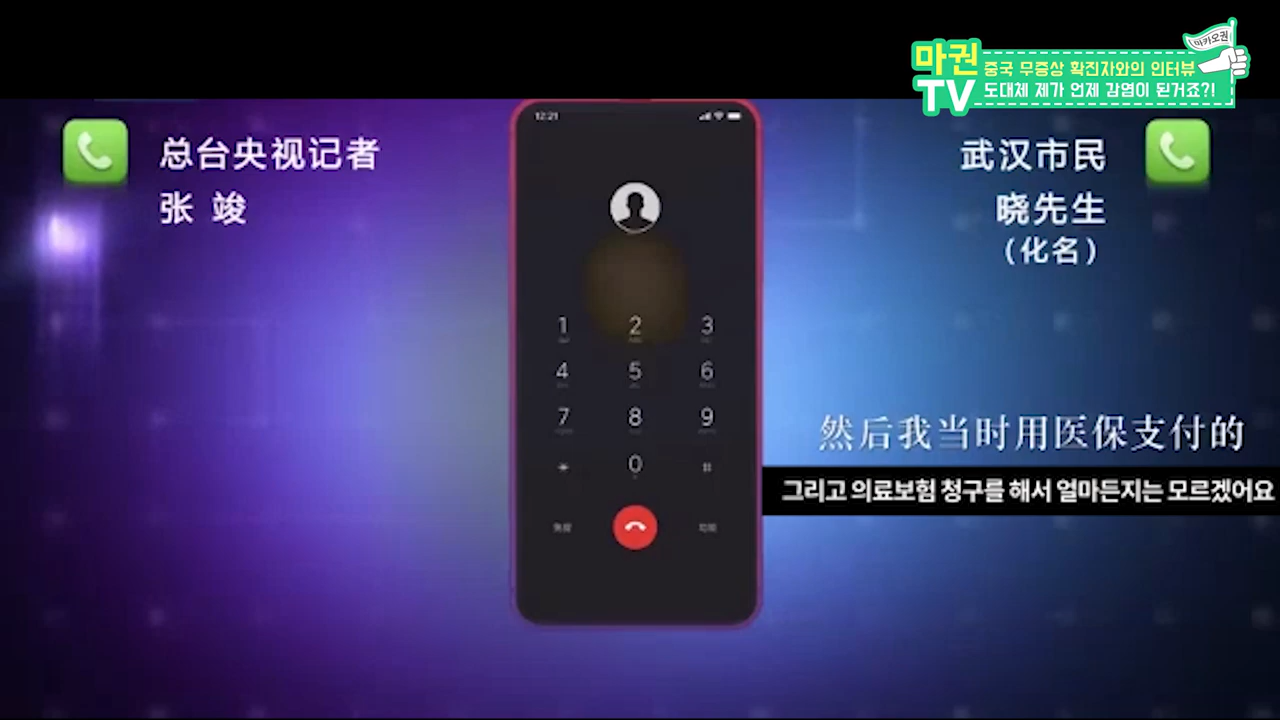 마카오권
마권
TV
중국 무증상 확진자와의 인터뷰
도대체 제가 언제 감염이 된거죠?!
总台央视记者
张 竣
武汉市民
晓先生
(化名)
12:21
1 2 3
4 5 6
7 8 9
* 0 #
然后我当时用医保支付的
그리고 의료보험 청구를 해서 얼마든지는 모르겠어요